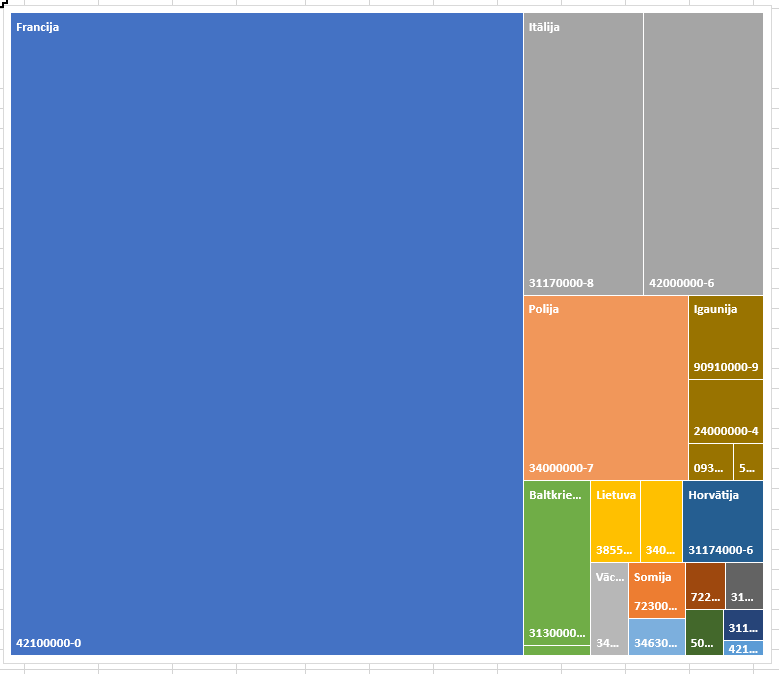 Francija
42100000-0
Itālija
31170000-8
42000000-6
Polija
34000000-7
Igaunija
90910000-9
24000000-4
093...
5...
Baltkrie...
3130000...
Lietuva
3855...
340...
Horvātija
31174000-6
Vāc...
34...
Somija
72300...
34630...
722...
31...
50...
311...
421...